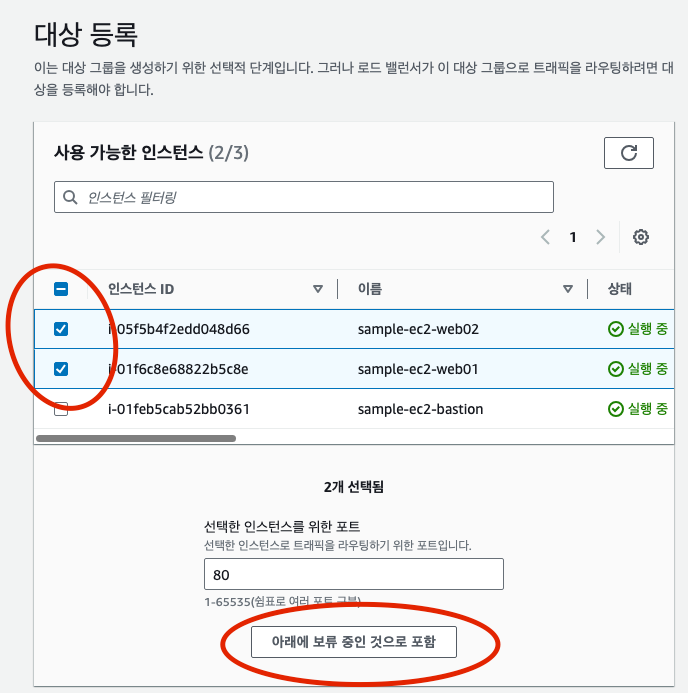 대상 등록
이는 대상 그룹을 생성하기 위한 선택적 단계입니다. 그러나 로드 밸런서가 이 대상 그룹으로 트래픽을 라우팅하려면 대
상을 등록해야 합니다.
사용 가능한 인스턴스 (2/3)
인스턴스 필터링
1
인스턴스 ID 이름 상태
i-05f5b4f2edd048d66 sample-ec2-web02 실행 중
i-01f6c8e68822b5c8e sample-ec2-web01 실행 중
i-01feb5cab52bb0361 sample-ec2-bastion 실행 중
2개 선택됨
선택한 인스턴스를 위한 포트
선택한 인스턴스로 트래픽을 라우팅하기 위한 포트입니다.
80
1-65535(쉼표로 여러 포트 구분)
아래에 보류 중인 것으로 포함